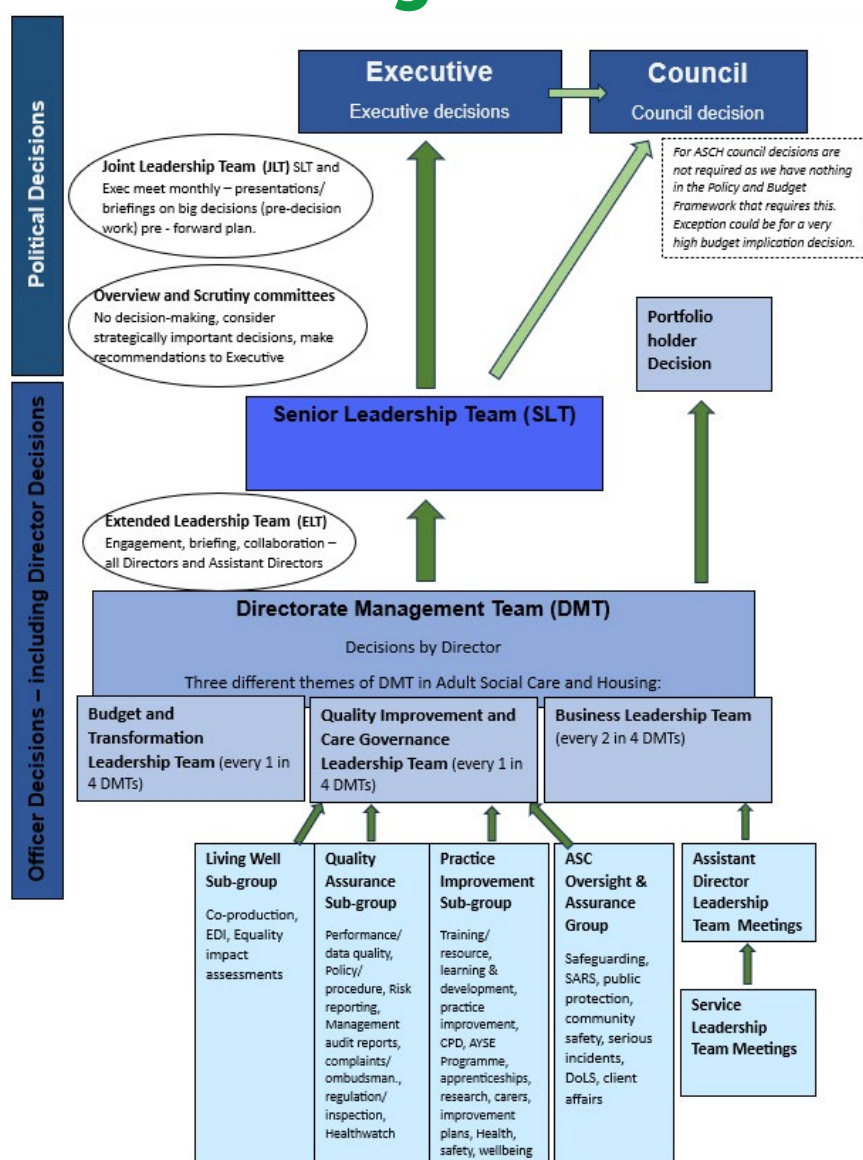 Executive
Executive decisions
Council
Council decision
Joint Leadership Team (JLT) SLT and
Exec meet monthly – presentations/
briefings on big decisions (pre-decision
work) pre - forward plan.
For ASCH council decisions are
not required as we have nothing
in the Policy and Budget
Framework that requires this.
Exception could be for a very
high budget implication decision.
Political Decisions
Overview and Scrutiny committees
No decision-making, consider
strategically important decisions, make
recommendations to Executive
Portfolio
holder
Decision
Senior Leadership Team (SLT)
Officer Decisions – including Director Decisions
Extended Leadership Team (ELT)
Engagement, briefing, collaboration –
all Directors and Assistant Directors
Directorate Management Team (DMT)
Decisions by Director
Three different themes of DMT in Adult Social Care and Housing:
Budget and
Transformation
Leadership Team (every 1 in
4 DMTs)
Quality Improvement and
Care Governance
Leadership Team (every 1 in
4 DMTs)
Business Leadership Team
(every 2 in 4 DMTs)
Living Well
Sub-group
Co-production,
EDI, Equality
impact
assessments
Quality
Assurance
Sub-group
Performance/
data quality,
Policy/
procedure, Risk
reporting,
Management
audit reports,
complaints/
ombudsman.,
regulation/
inspection,
Healthwatch
Practice
Improvement
Sub-group
Training/
resource,
learning &
development,
practice
improvement,
CPD, AYSE
Programme,
apprenticeships,
research, carers,
improvement
plans, Health,
safety, wellbeing
ASC
Oversight &
Assurance
Group
Safeguarding,
SARS, public
protection,
community
safety, serious
incidents,
DoLS, client
affairs
Assistant
Director
Leadership
Team Meetings
Service
Leadership
Team Meetings